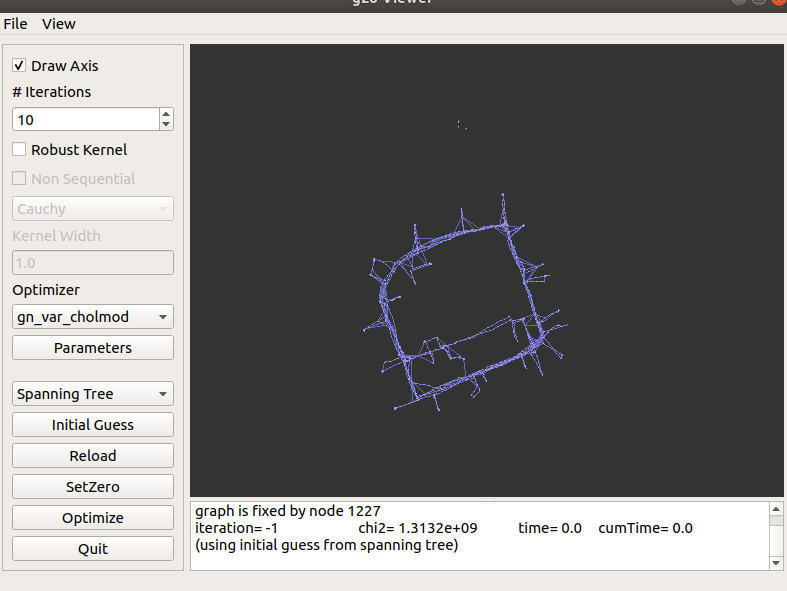 g2o Viewer
File View
Draw Axis
# Iterations
10
Robust Kernel
Non Sequential
Cauchy
Kernel Width
1.0
Optimizer
gn_var_cholmod
Parameters
Spanning Tree
Initial Guess
Reload
SetZero
Optimize
Quit
graph is fixed by node 1227
iteration= -1 chi2= 1.3132e+09 time= 0.0 cumTime= 0.0
(using initial guess from spanning tree)